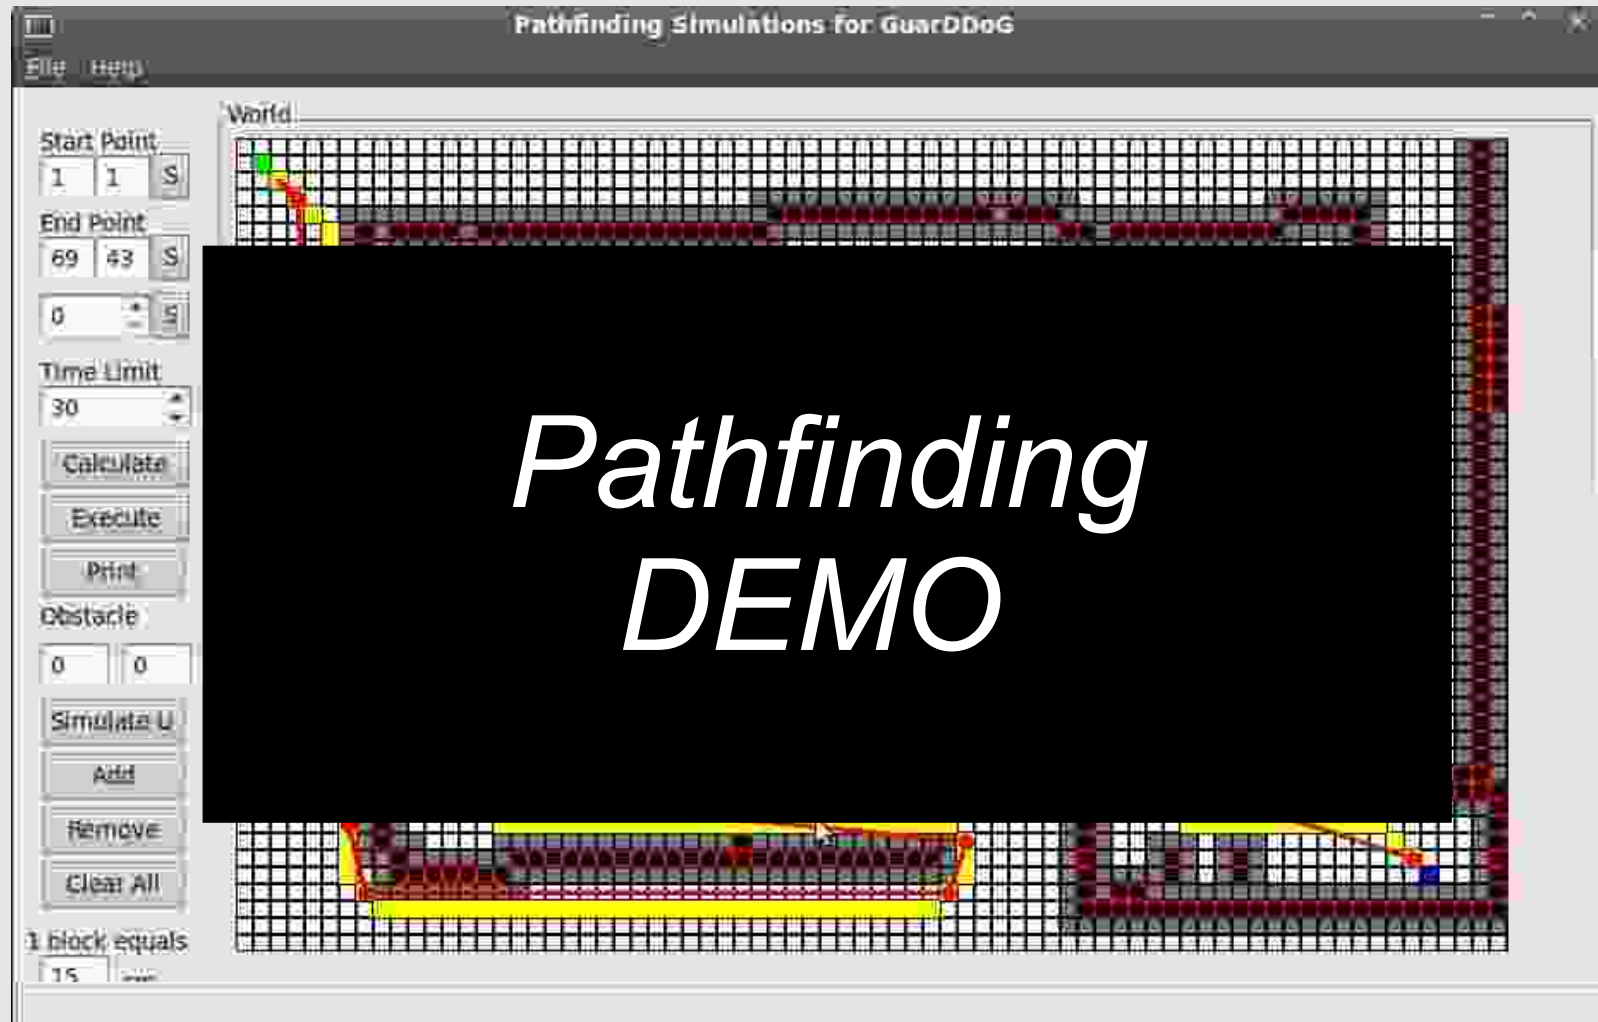 Pathfinding Simulations for GuarDDoG
File Help
World
Start Point
1 1 S
End Point
69 43 S
0 S
Time Limit
30
Calculate
Execute
Print
Obstacle
0 0
Simulate U
Add
Remove
Clear All
1 block equals
15
Pathfinding
DEMO